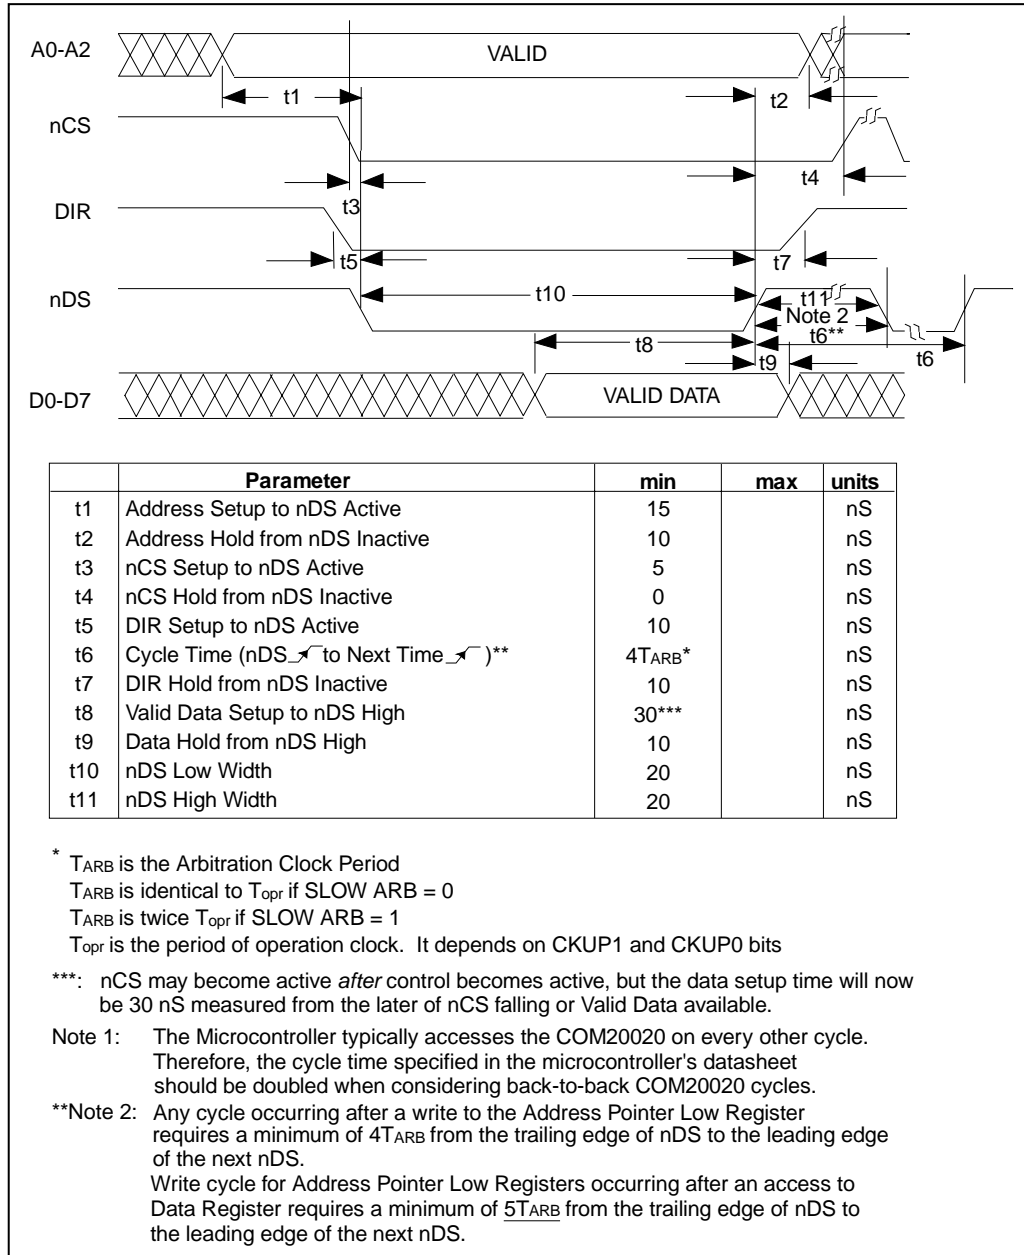 A0-A2 VALID
t1 t2
nCS
t3 t4
DIR
t5 t7
nDS t10 t11
Note 2
t8 t6** t6
t9
D0-D7 VALID DATA
Parameter min max units
t1 Address Setup to nDS Active 15 nS
t2 Address Hold from nDS Inactive 10 nS
t3 nCS Setup to nDS Active 5 nS
t4 nCS Hold from nDS Inactive 0 nS
t5 DIR Setup to nDS Active 10 nS
t6 Cycle Time (nDS to Next Time )** 4TARB* nS
t7 DIR Hold from nDS Inactive 10 nS
t8 Valid Data Setup to nDS High 30*** nS
t9 Data Hold from nDS High 10 nS
t10 nDS Low Width 20 nS
t11 nDS High Width 20 nS
* TARB is the Arbitration Clock Period
TARB is identical to Topr if SLOW ARB = 0
TARB is twice Topr if SLOW ARB = 1
Topr is the period of operation clock. It depends on CKUP1 and CKUP0 bits
***: nCS may become active after control becomes active, but the data setup time will now
be 30 nS measured from the later of nCS falling or Valid Data available.
Note 1: The Microcontroller typically accesses the COM20020 on every other cycle.
Therefore, the cycle time specified in the microcontroller's datasheet
should be doubled when considering back-to-back COM20020 cycles.
**Note 2: Any cycle occurring after a write to the Address Pointer Low Register
requires a minimum of 4TARB from the trailing edge of nDS to the leading edge
of the next nDS.
Write cycle for Address Pointer Low Registers occurring after an access to
Data Register requires a minimum of 5TARB from the trailing edge of nDS to
the leading edge of the next nDS.